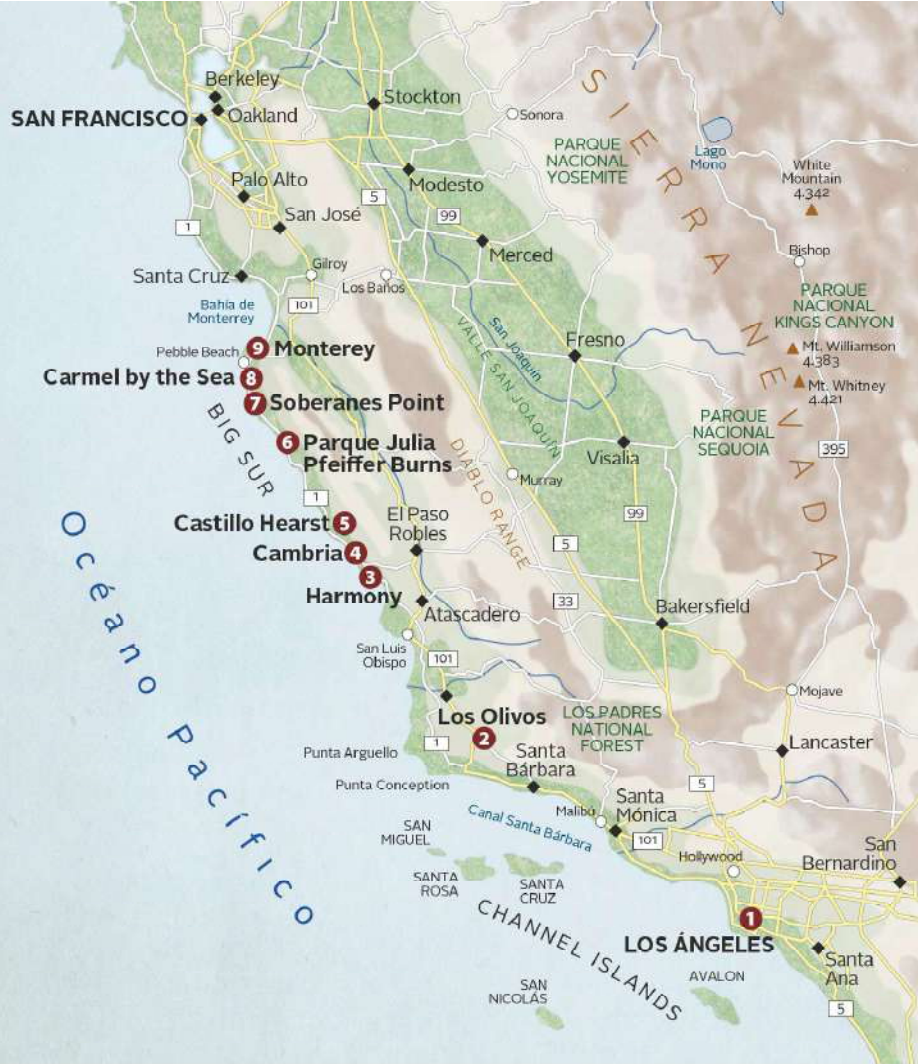 Berkeley
Stockton
SAN FRANCISCO
Oakland
Sonora
SIERRA NEVADA
PARQUE
NACIONAL
YOSEMITE
Lago
Mono
White
Mountain
4.342
Palo Alto
Modesto
5
99
San José
1
Merced
Bishop
Santa Cruz
Gilroy
Los Baños
Bahía de
Monterrey
101
PARQUE
NACIONAL
KINGS CANYON
San Joaquín
VALLE SAN JOAQUÍN
Fresno
Pebble Beach
9 Monterey
Mt. Williamson
4.383
Carmel by the Sea 8
Mt. Whitney
4.421
7 Soberanes Point
BIG SUR
PARQUE
NACIONAL
SEQUOIA
6 Parque Julia
Pfeiffer Burns
DIABLO RANGE
Visalia
395
Murray
1
Océano Pacífico
Castillo Hearst 5
El Paso
Robles
99
Cambria 4
5
3
Harmony
33
Atascadero
Bakersfield
San Luis
Obispo
101
Mojave
Los Olivos
2
LOS PADRES
NATIONAL
FOREST
1
Lancaster
Punta Arguello
Santa
Bárbara
Punta Conception
5
Malibú
Santa
Mónica
Canal Santa Bárbara
101
SAN
MIGUEL
Hollywood
San
Bernardino
SANTA
ROSA
SANTA
CRUZ
CHANNEL ISLANDS
1
LOS ÁNGELES
Santa
Ana
AVALON
SAN
NICOLÁS
5